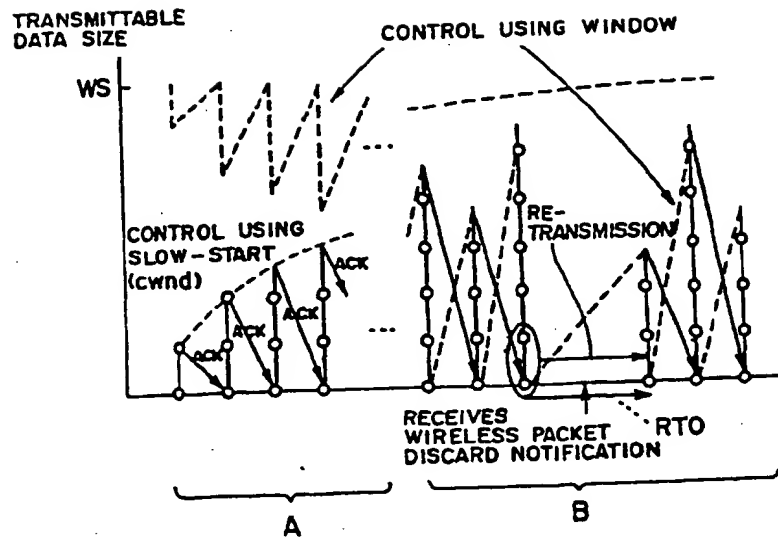 TRANSMITTABLE
DATA SIZE
CONTROL USING WINDOW
WS
CONTROL USING
SLOW-START
(cwnd)
ACK
ACK
ACK
ACK
RE-
TRANSMISSION
RECEIVES
WIRELESS PACKET
DISCARD NOTIFICATION
RTO
A
B